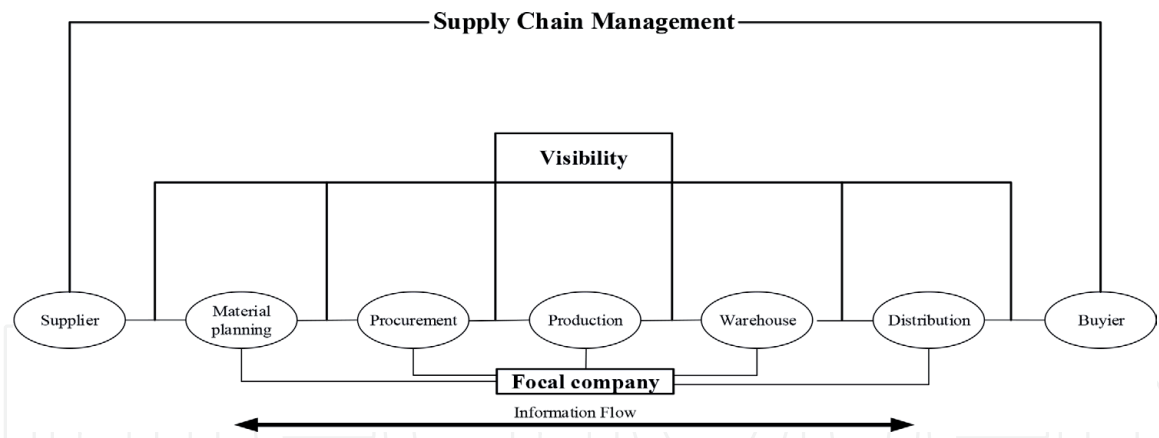 Supply Chain Management
Visibility
Supplier
Material
planning
Procurement
Production
Warehouse
Distribution
Buyier
Focal company
Information Flow